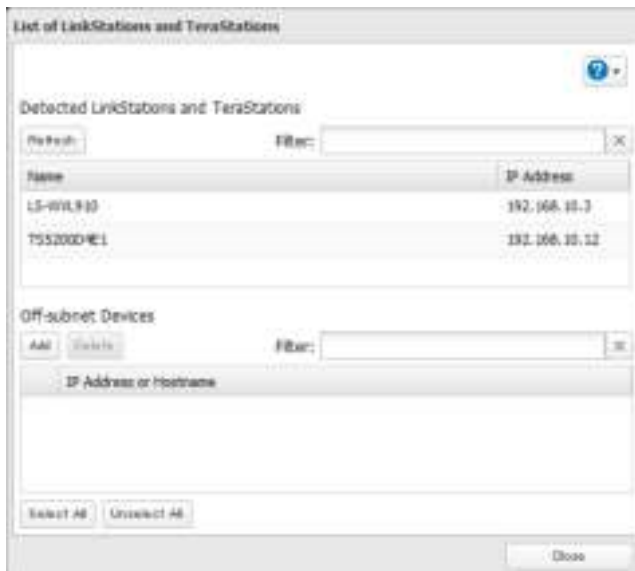 List of LinkStations and TeraStations
?
Detected LinkStations and TeraStations
Refresh Filter:
Name IP Address
LS-WVL910 192.168.10.3
TS5200D4E1 192.168.10.12
Off-subnet Devices
Add Delete Filter:
IP Address or Hostname
Select All Unselect All
Close